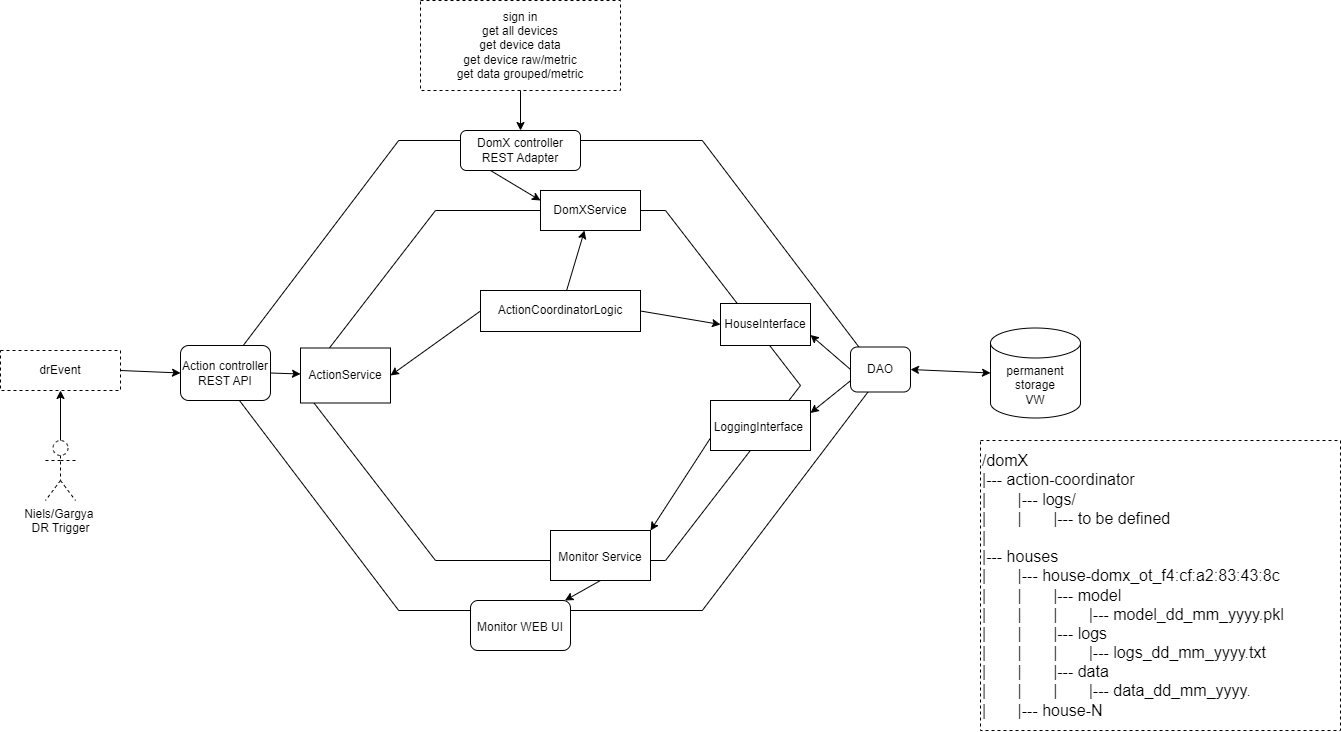 sign in
get all devices
get device data
get device raw/metric
get data grouped/metric
DomX controller
REST Adapter
DomXService
ActionCoordinatorLogic
HouseInterface
drEvent
Action controller
REST API
ActionService
DAO
permanent
storage
VW
LoggingInterface
Niels/Gargya
DR Trigger
Monitor Service
Monitor WEB UI
/domX
|--- action-coordinator
|        |--- logs/
|        |        |--- to be defined
|
|--- houses
|        |--- house-domx_ot_f4:cf:a2:83:43:8c
|        |        |--- model
|        |        |        |--- model_dd_mm_yyyy.pkl
|        |        |--- logs
|        |        |        |--- logs_dd_mm_yyyy.txt
|        |        |--- data
|        |        |        |--- data_dd_mm_yyyy.
|        |--- house-N